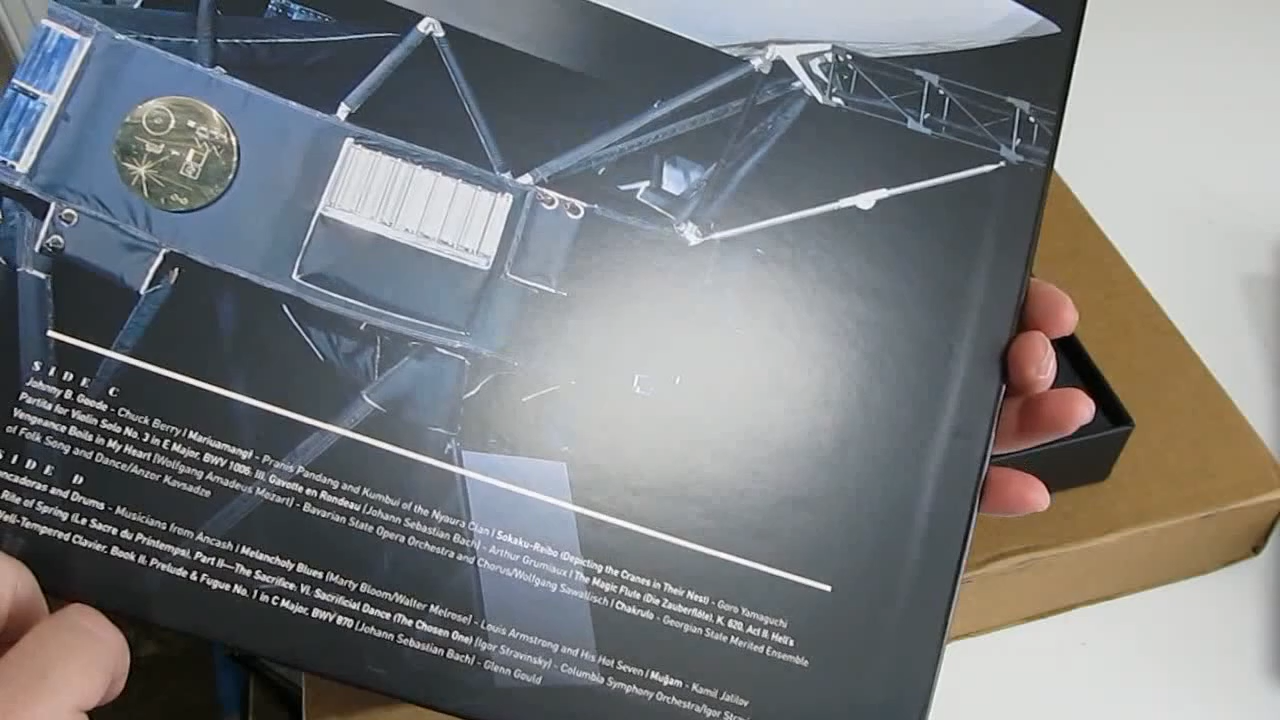 SIDE C
Johnny B. Goode - Chuck Berry | Mariuamangɨ - Pranis Pandang and Kumbui of the Nyaura Clan | Sokaku-Reibo (Depicting the Cranes in Their Nest) - Goro Yamaguchi
Partita for Violin Solo No. 3 in E Major, BWV 1006: III. Gavotte en Rondeau (Johann Sebastian Bach) - Arthur Grumiaux | The Magic Flute (Die Zauberflöte), K. 620, Act II: Hell's
Vengeance Boils in My Heart (Wolfgang Amadeus Mozart) - Bavarian State Opera Orchestra and Chorus/Wolfgang Sawallisch | Chakrulo - Georgian State Merited Ensemble
of Folk Song and Dance/Anzor Kavsadze
SIDE D
and Drums - Musicians from Ancash | Melancholy Blues (Marty Bloom/Walter Melrose) - Louis Armstrong and His Hot Seven | Muğam - Kamil Jalilov
Rite of Spring (Le Sacre du Printemps), Part II—The Sacrifice: VI. Sacrificial Dance (The Chosen One) (Igor Stravinsky) - Columbia Symphony Orchestra/Igor
Clavier, Book II: Prelude & Fugue No. 1 in C Major, BWV 870 (Johann Sebastian Bach) - Glenn Gould